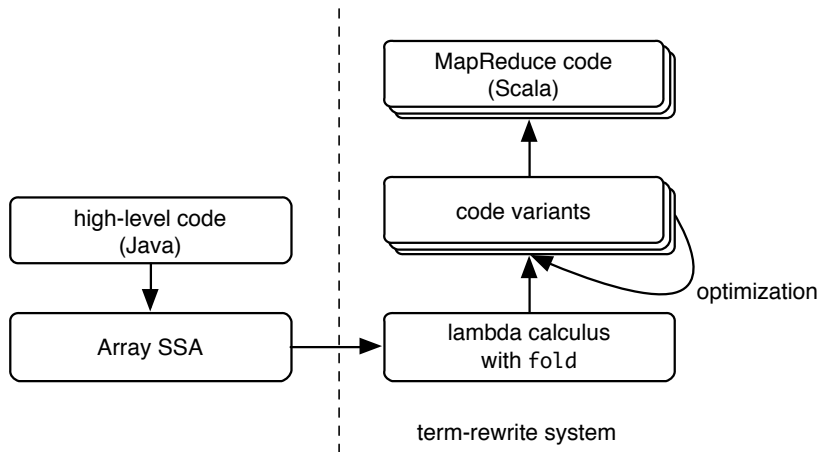 MapReduce code
(Scala)
high-level code
(Java)
code variants
optimization
Array SSA
lambda calculus
with fold
term-rewrite system